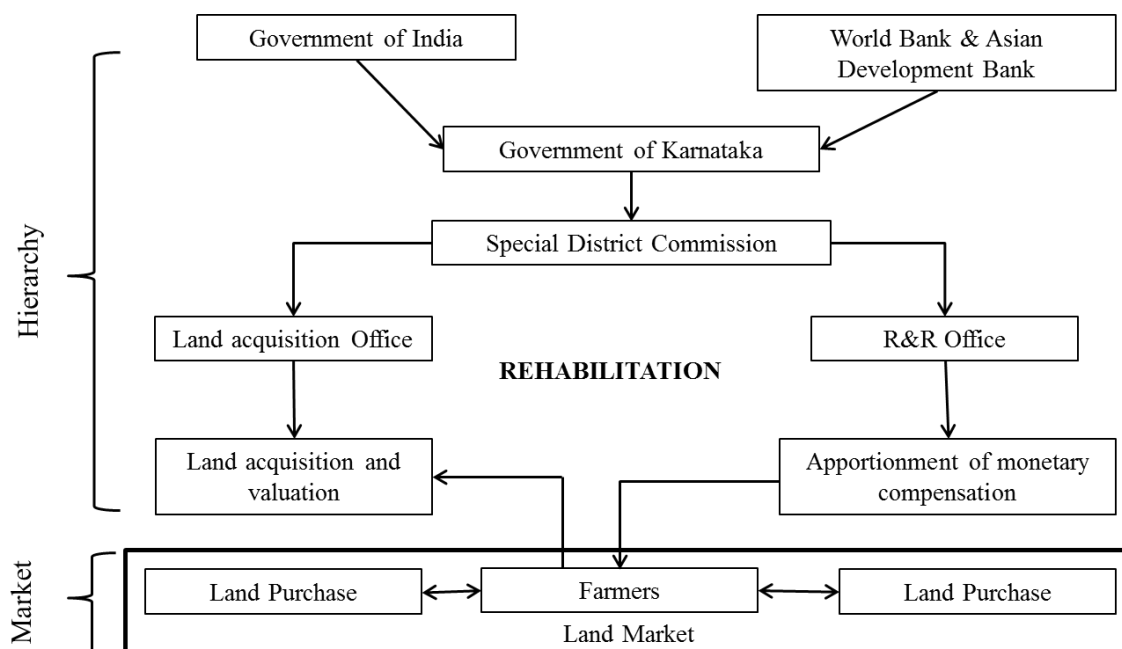 Government of India
World Bank & Asian
Development Bank
Government of Karnataka
Special District Commission
Hierarchy
Land acquisition Office
R&R Office
REHABILITATION
Land acquisition and
valuation
Apportionment of monetary
compensation
Market
Land Purchase
Farmers
Land Purchase
Land Market